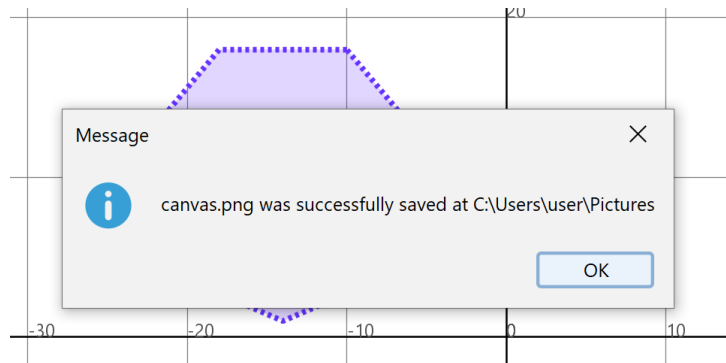 20
Message
canvas.png was successfully saved at C:\Users\user\Pictures
OK
-30 -20 -10 0 10